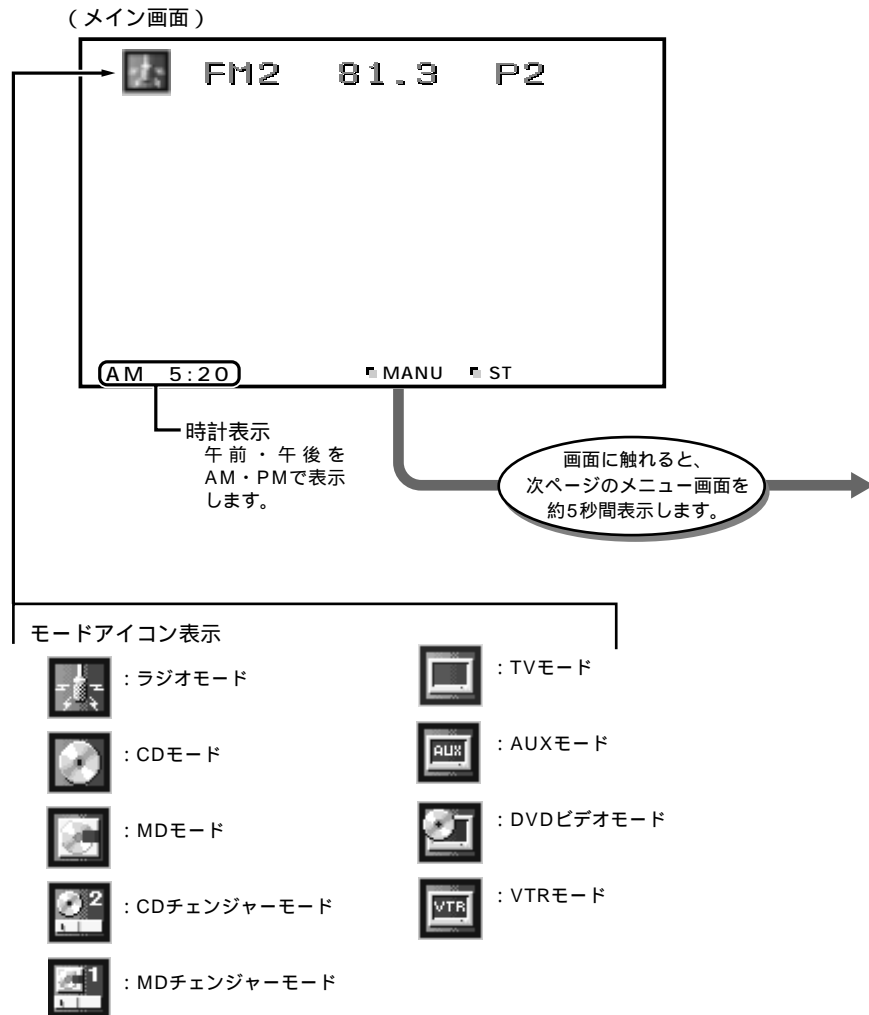 (メイン画面)
FM2 81.3 P2
AM 5:20 MANU ST
時計表示
午前・午後を
AM・PMで表示
します。
画面に触れると、
次ページのメニュー画面を
約5秒間表示します。
モードアイコン表示
:ラジオモード
:CDモード
:MDモード
2
:CDチェンジャーモード
1
:MDチェンジャーモード
:TVモード
AUX
:AUXモード
:DVDビデオモード
VTR
:VTRモード